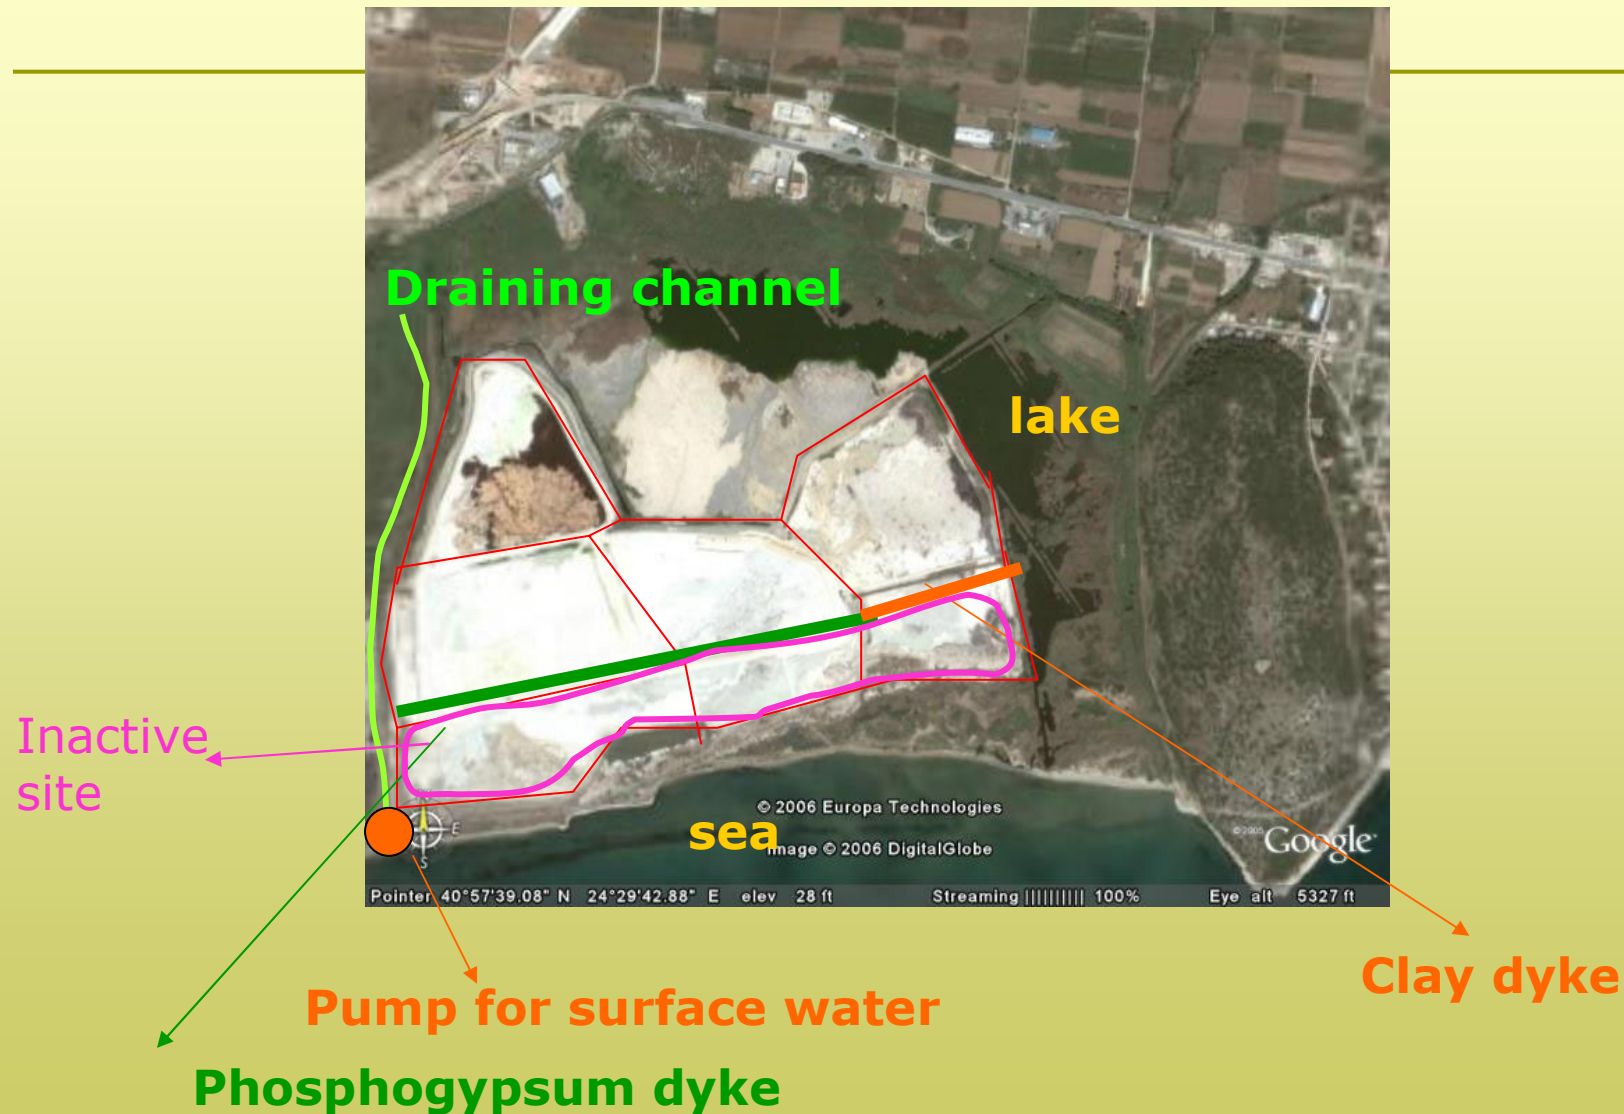 Draining channel
lake
Inactive
site
© 2006 Europa Technologies
sea
Image © 2006 DigitalGlobe
E
S
©2005 Google
Pointer 40°57'39.08" N 24°29'42.88" E elev 28 ft Streaming |||||||||| 100% Eye alt 5327 ft
Clay dyke
Pump for surface water
Phosphogypsum dyke